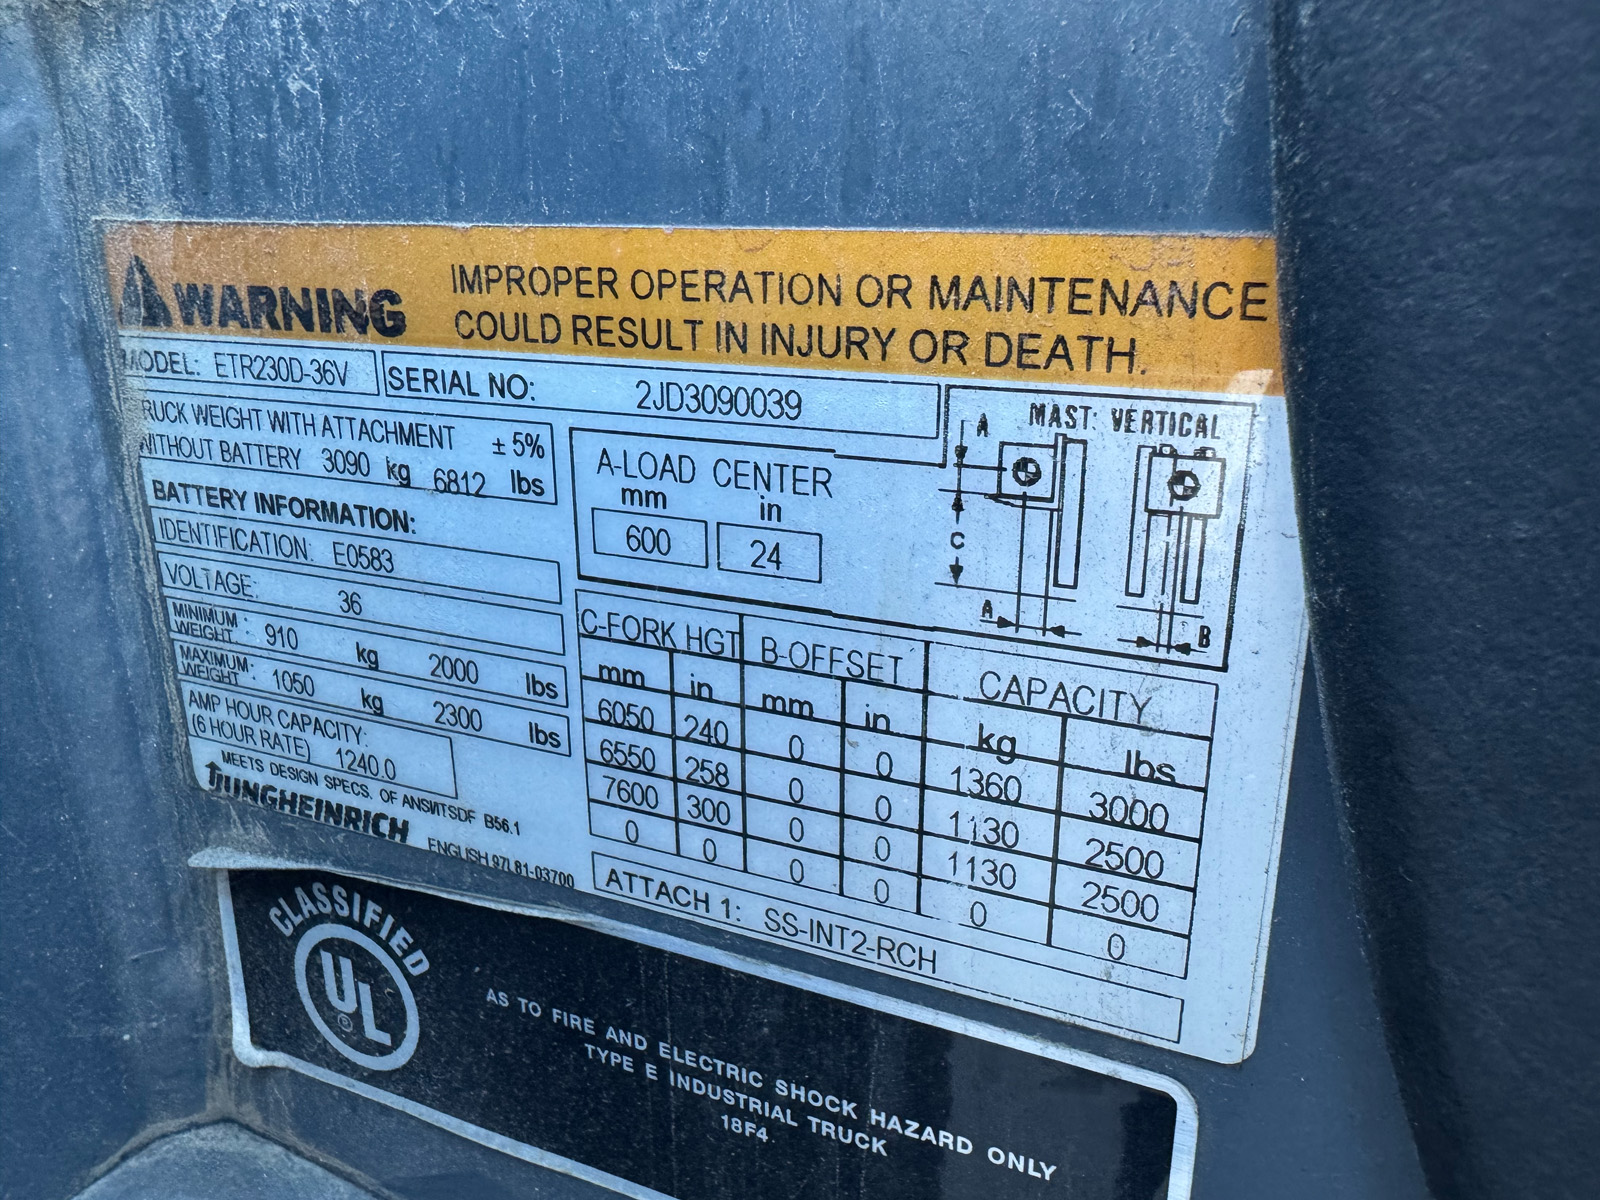 WARNING
IMPROPER OPERATION OR MAINTENANCE
COULD RESULT IN INJURY OR DEATH.
MODEL: ETR230D-36V
SERIAL NO: 2JD3090039
TRUCK WEIGHT WITH ATTACHMENT ± 5%
WITHOUT BATTERY 3090 kg 6812 lbs
BATTERY INFORMATION:
IDENTIFICATION: E0583
VOLTAGE: 36
MINIMUM WEIGHT : 910 kg 2000 lbs
MAXIMUM WEIGHT : 1050 kg 2300 lbs
AMP HOUR CAPACITY:
(6 HOUR RATE) 1240.0
MEETS DESIGN SPECS. OF ANSI/ITSDF B56.1
JUNGHEINRICH
ENGLISH 97L81-03700
A-LOAD CENTER
mm in
600 24
MAST: VERTICAL
A
C
A
B
C-FORK HGT B-OFFSET CAPACITY
mm in mm in kg lbs
6050 240 0 0 1360 3000
6550 258 0 0 1130 2500
7600 300 0 0 1130 2500
0 0 0 0 0 0
ATTACH 1: SS-INT2-RCH
CLASSIFIED
UL
®
AS TO FIRE AND ELECTRIC SHOCK HAZARD ONLY
TYPE E INDUSTRIAL TRUCK
18F4